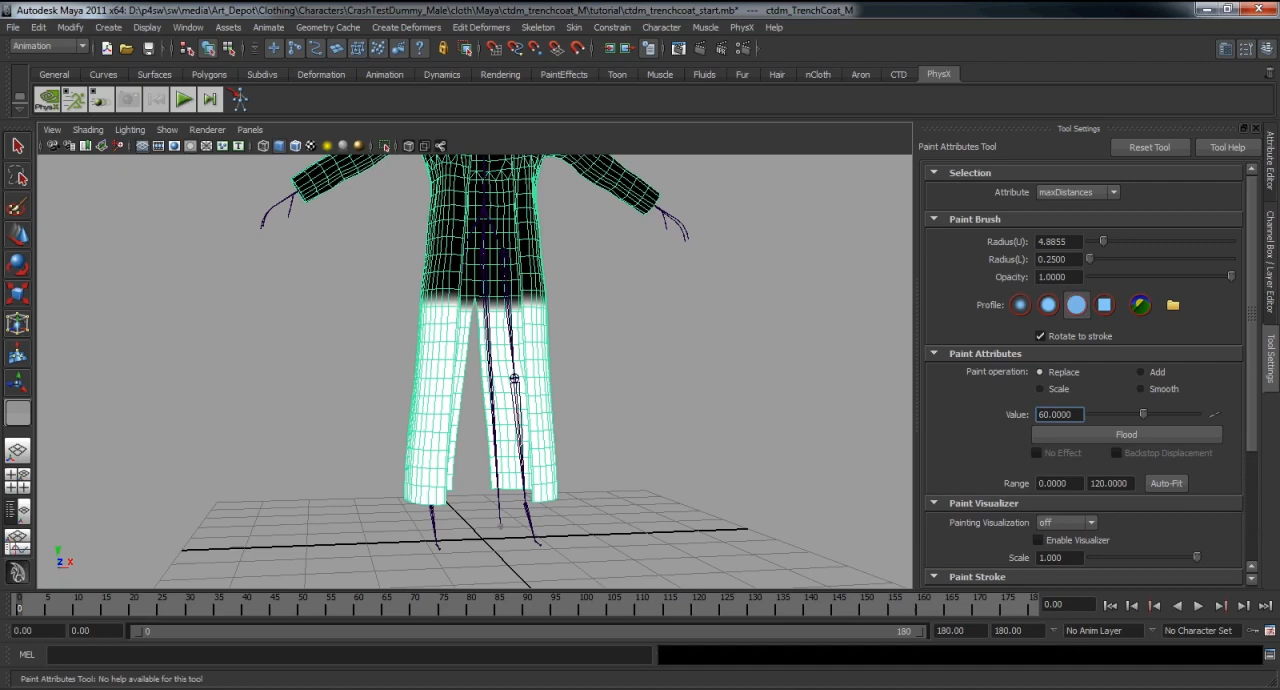 Autodesk Maya 2011 x64: D:\p4sw\sw\media\Art_Depot\Clothing\Characters\CrashTestDummy_Male\cloth\Maya\ctdm_trenchcoat_M\tutorial\ctdm_trenchcoat_start.mb* --- ctdm_TrenchCoat_M
File Edit Modify Create Display Window Assets Animate Geometry Cache Create Deformers Edit Deformers Skeleton Skin Constrain Character Muscle PhysX Help
Animation
General Curves Surfaces Polygons Subdivs Deformation Animation Dynamics Rendering PaintEffects Toon Muscle Fluids Fur Hair nCloth Aron CTD PhysX
PhysX
View Shading Lighting Show Renderer Panels
Tool Settings
Paint Attributes Tool Reset Tool Tool Help
Selection
Attribute maxDistances
Paint Brush
Radius(U): 4.8855
Radius(L): 0.2500
Opacity: 1.0000
Profile:
Rotate to stroke
Paint Attributes
Paint operation: Replace Add
Scale Smooth
Value: 60.0000
Flood
No Effect Backstop Displacement
Range 0.0000 120.0000 Auto-Fit
Paint Visualizer
Painting Visualization off
Enable Visualizer
Scale 1.000
Paint Stroke
Attribute Editor
Channel Box / Layer Editor
Tool Settings
y
z x
0 5 10 15 20 25 30 35 40 45 50 55 60 65 70 75 80 85 90 95 100 105 110 115 120 125 130 135 140 145 150 155 160 165 170 175 18
0 0.00
0.00 0.00 0 180 180.00 180.00 No Anim Layer No Character Set
MEL
Paint Attributes Tool: No help available for this tool